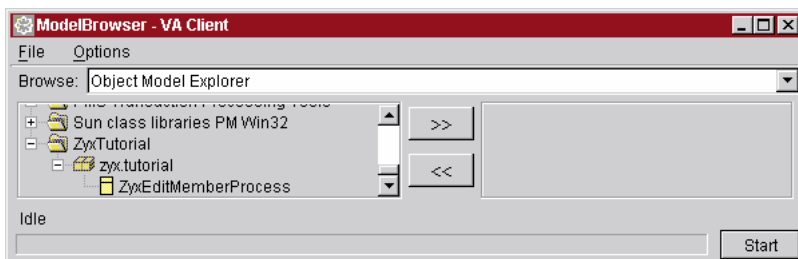 ModelBrowser - VA Client
File Options
Browse: Object Model Explorer
Sun class libraries PM Win32
>>
ZyxTutorial
zyx.tutorial
<<
ZyxEditMemberProcess
Idle
Start